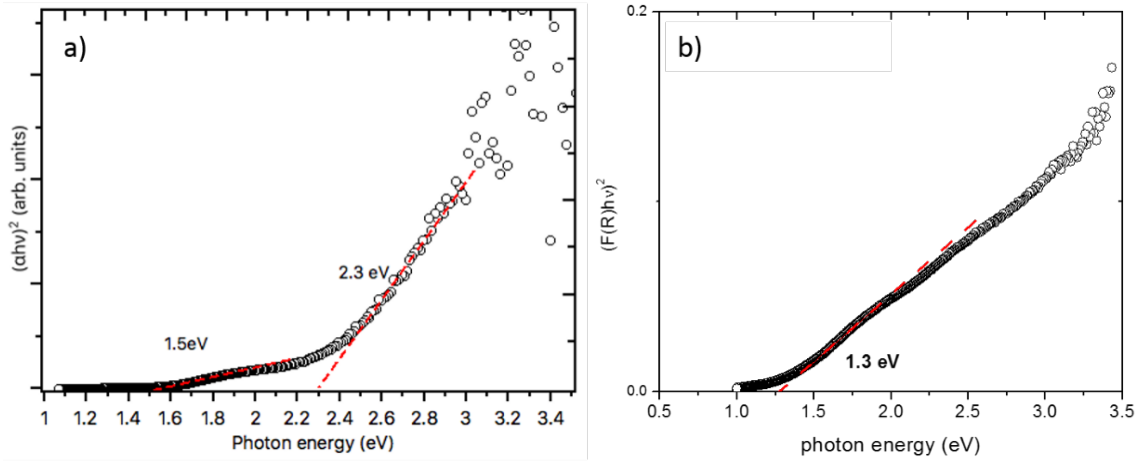 a)
(αhν)² (arb. units)
2.3 eV
1.5eV
1 1.2 1.4 1.6 1.8 2 2.2 2.4 2.6 2.8 3 3.2 3.4
Photon energy (eV)
b)
0.2
(F(R)hν)²
1.3 eV
0.0
0.5 1.0 1.5 2.0 2.5 3.0 3.5
photon energy (eV)